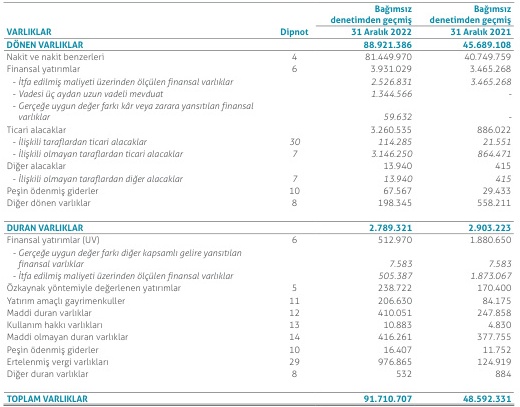 Bağımsız Bağımsız
denetimden geçmiş denetimden geçmiş
VARLIKLAR Dipnot 31 Aralık 2022 31 Aralık 2021
DÖNEN VARLIKLAR 88.921.386 45.689.108
Nakit ve nakit benzerleri 4 81.449.970 40.749.759
Finansal yatırımlar 6 3.931.029 3.465.268
- İtfa edilmiş maliyeti üzerinden ölçülen finansal varlıklar 2.526.831 3.465.268
- Vadesi üç aydan uzun vadeli mevduat 1.344.566 -
- Gerçeğe uygun değer farkı kâr veya zarara yansıtılan finansal
varlıklar 59.632 -
Ticari alacaklar 3.260.535 886.022
- İlişkili taraflardan ticari alacaklar 30 114.285 21.551
- İlişkili olmayan taraflardan ticari alacaklar 7 3.146.250 864.471
Diğer alacaklar 13.940 415
- İlişkili olmayan taraflardan diğer alacaklar 7 13.940 415
Peşin ödenmiş giderler 10 67.567 29.433
Diğer dönen varlıklar 8 198.345 558.211
DURAN VARLIKLAR 2.789.321 2.903.223
Finansal yatırımlar (UV) 6 512.970 1.880.650
- Gerçeğe uygun değer farkı diğer kapsamlı gelire yansıtılan
finansal varlıklar 7.583 7.583
- İtfa edilmiş maliyeti üzerinden ölçülen finansal varlıklar 505.387 1.873.067
Özkaynak yöntemiyle değerlenen yatırımlar 5 238.722 170.400
Yatırım amaçlı gayrimenkuller 11 206.630 84.175
Maddi duran varlıklar 12 410.051 247.858
Kullanım hakkı varlıkları 13 10.883 4.830
Maddi olmayan duran varlıklar 14 416.261 377.755
Peşin ödenmiş giderler 10 16.407 11.752
Ertelenmiş vergi varlıkları 29 976.865 124.919
Diğer duran varlıklar 8 532 884
TOPLAM VARLIKLAR 91.710.707 48.592.331